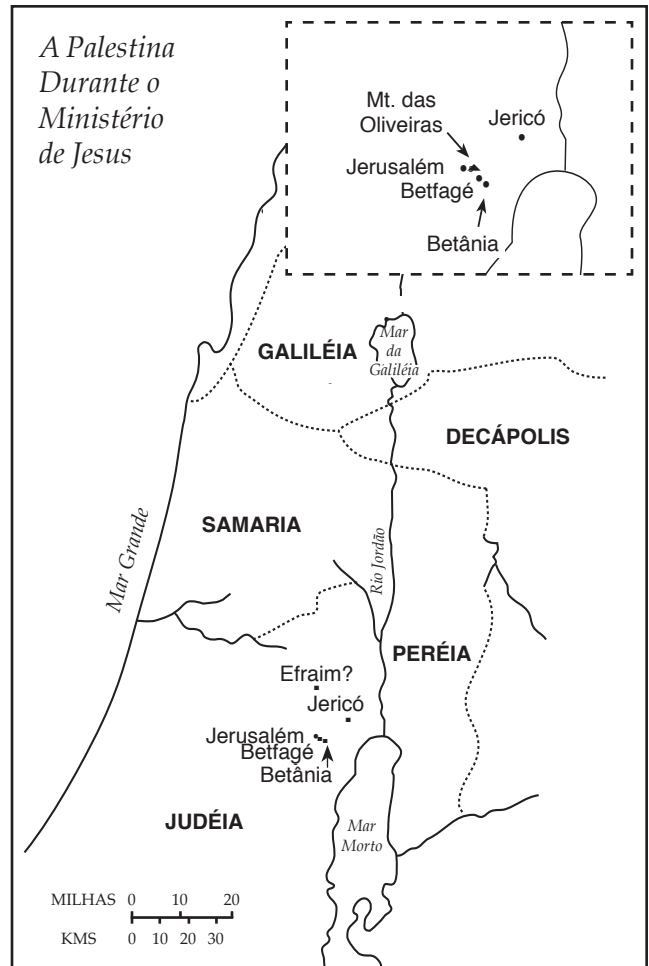 A Palestina
Durante o
Ministério
de Jesus
Mt. das
Oliveiras
Jericó
Jerusalém
Betfagé
Betânia
GALILÉIA
Mar
da
Galiléia
DECÁPOLIS
Mar Grande
SAMARIA
Rio Jordão
PERÉIA
Efraim?
Jericó
Jerusalém
Betfagé
Betânia
JUDÉIA
Mar
Morto
MILHAS 0 10 20
KMS 0 10 20 30